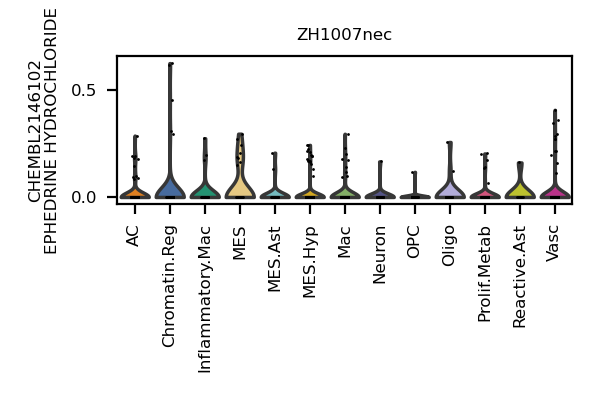 ZH1007nec
CHEMBL2146102
EPHEDRINE HYDROCHLORIDE
0.5
0.0
AC
Chromatin.Reg
Inflammatory.Mac
MES
MES.Ast
MES.Hyp
Mac
Neuron
OPC
Oligo
Prolif.Metab
Reactive.Ast
Vasc